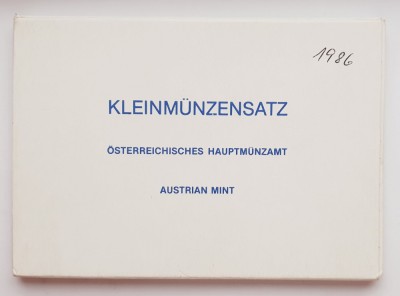 1986
KLEINMÜNZENSATZ
ÖSTERREICHISCHES HAUPTMÜNZAMT
AUSTRIAN MINT